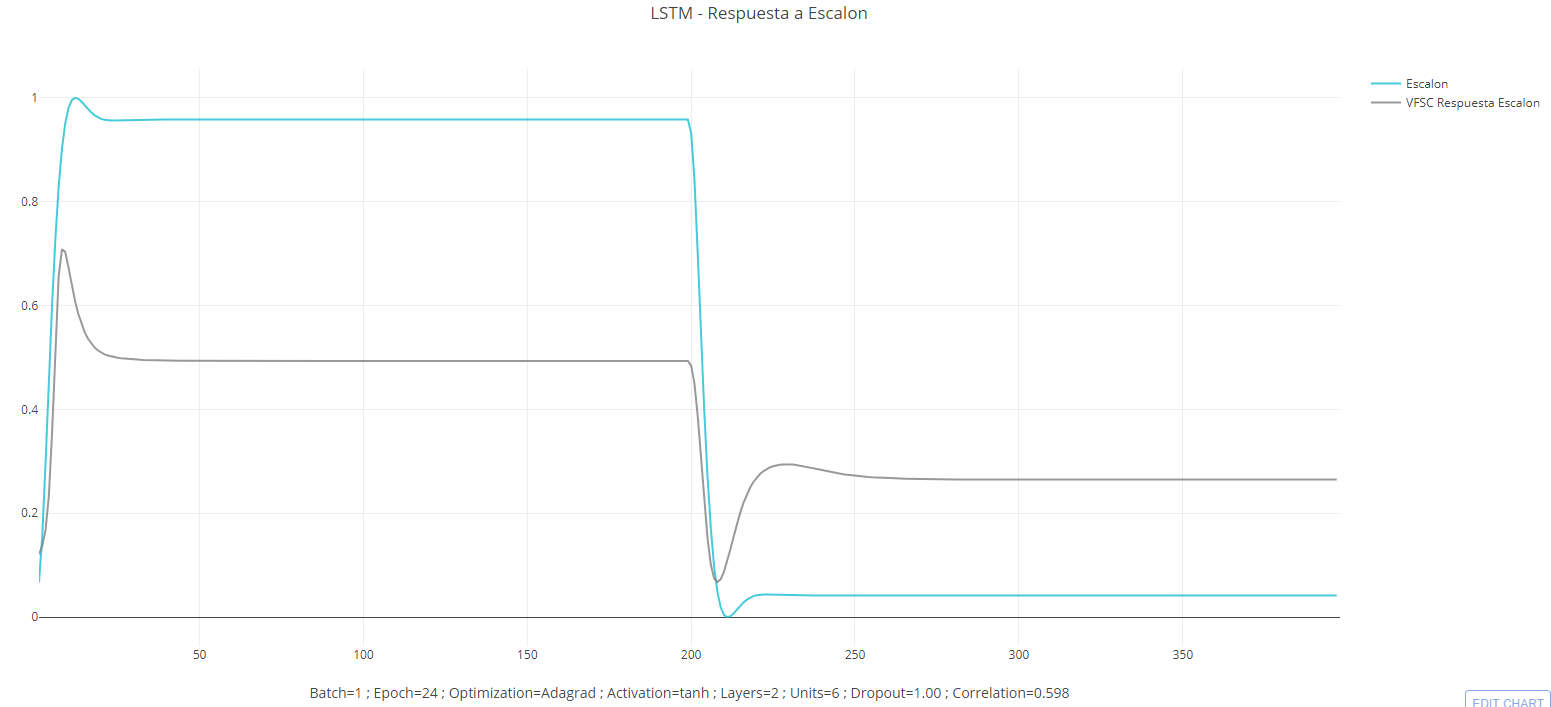 LSTM - Respuesta a Escalon
Escalon
VFSC Respuesta Escalon
1
0.8
0.6
0.4
0.2
0
50 100 150 200 250 300 350
Batch=1 ; Epoch=24 ; Optimization=Adagrad ; Activation=tanh ; Layers=2 ; Units=6 ; Dropout=1.00 ; Correlation=0.598
EDIT CHART